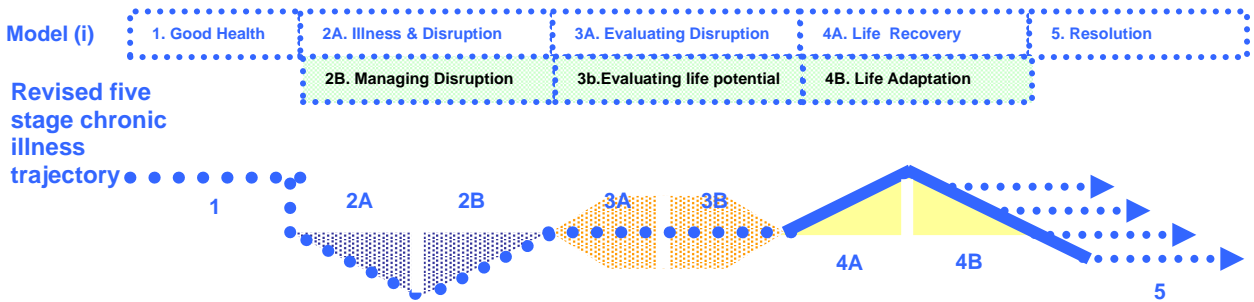 Model (i)
1. Good Health
2A. Illness & Disruption
3A. Evaluating Disruption
4A. Life Recovery
5. Resolution
2B. Managing Disruption
3b.Evaluating life potential
4B. Life Adaptation
Revised five
stage chronic
illness
trajectory
1
2A
2B
3A
3B
4A
4B
5